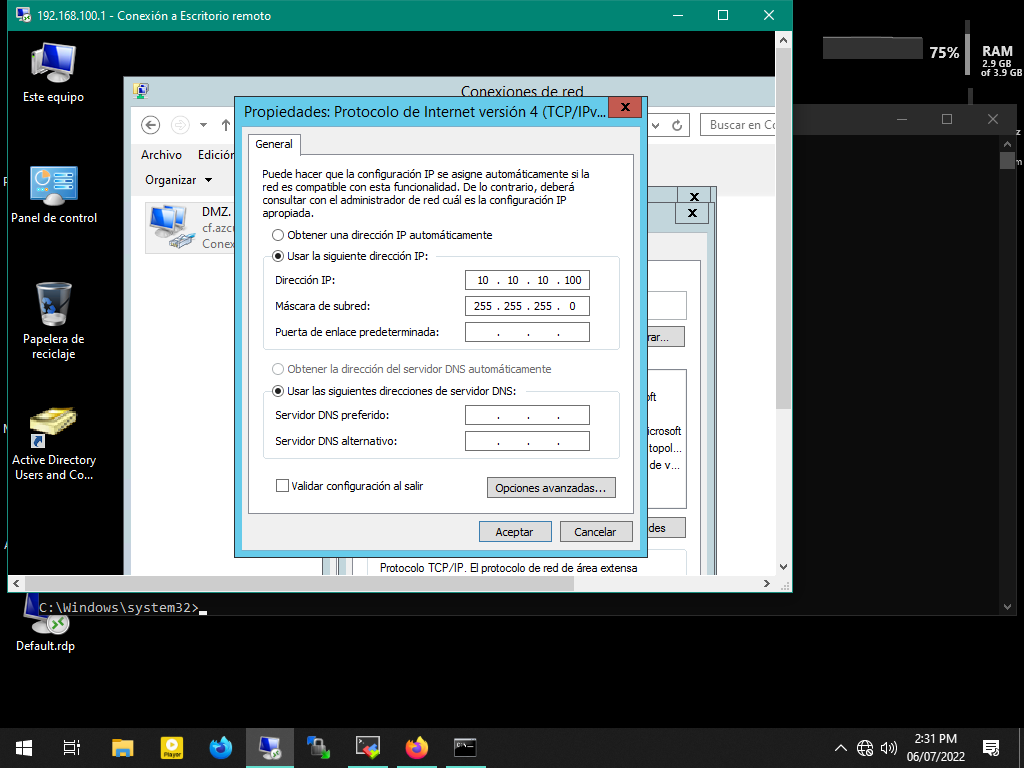 192.168.100.1 - Conexión a Escritorio remoto
75%
RAM
2.9 GB
of 3.9 GB
Este equipo
Panel de control
Papelera de
reciclaje
Active Directory
Users and Co...
Conexiones de red
Buscar en Co
Archivo
Edición
Organizar
DMZ.
cf.azcu
Conex
Propiedades: Protocolo de Internet versión 4 (TCP/IPv...
General
Puede hacer que la configuración IP se asigne automáticamente si la
red es compatible con esta funcionalidad. De lo contrario, deberá
consultar con el administrador de red cuál es la configuración IP
apropiada.
Obtener una dirección IP automáticamente
Usar la siguiente dirección IP:
Dirección IP: 10 . 10 . 10 . 100
Máscara de subred: 255 . 255 . 255 . 0
Puerta de enlace predeterminada: . . .
Obtener la dirección del servidor DNS automáticamente
Usar las siguientes direcciones de servidor DNS:
Servidor DNS preferido: . . .
Servidor DNS alternativo: . . .
Validar configuración al salir
Opciones avanzadas...
Aceptar
Cancelar
rar...
oft
icrosoft
topol...
de v...
des
Protocolo TCP/IP. El protocolo de red de área extensa
C:\Windows\system32>
Default.rdp
Player
2:31 PM
06/07/2022